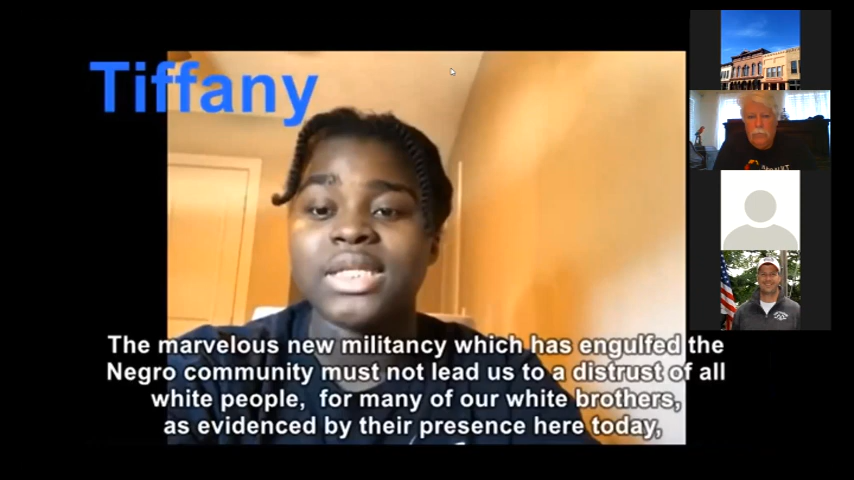 Tiffany
The marvelous new militancy which has engulfed the
Negro community must not lead us to a distrust of all
white people,  for many of our white brothers,
as evidenced by their presence here today,